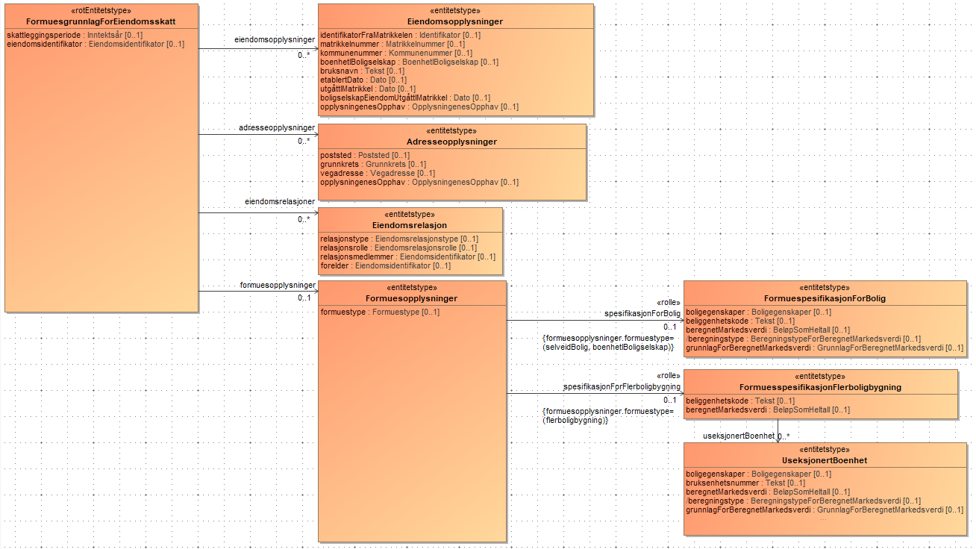 «rotEntitetstype»
FormuesgrunnlagForEiendomsskatt
skattleggingsperiode : Inntektsår [0..1]
eiendomsidentifikator : Eiendomsidentifikator [0..1]
eiendomsopplysninger
0..*
«entitetstype»
Eiendomsopplysninger
identifikatorFraMatrikkelen : Identifikator [0..1]
matrikkelnummer : Matrikkelnummer [0..1]
kommunenummer : Kommunenummer [0..1]
boenhetBoligselskap : BoenhetBoligselskap [0..1]
bruksnavn : Tekst [0..1]
etablertDato : Dato [0..1]
utgåttIMatrikkel : Dato [0..1]
boligselskapEiendomUtgåttIMatrikkel : Dato [0..1]
opplysningenesOpphav : OpplysningenesOpphav [0..1]
adresseopplysninger
0..*
«entitetstype»
Adresseopplysninger
poststed : Poststed [0..1]
grunnkrets : Grunnkrets [0..1]
vegadresse : Vegadresse [0..1]
opplysningenesOpphav : OpplysningenesOpphav [0..1]
eiendomsrelasjoner
0..*
«entitetstype»
Eiendomsrelasjon
relasjonstype : Eiendomsrelasjonstype [0..1]
relasjonsrolle : Eiendomsrelasjonsrolle [0..1]
relasjonsmedlemmer : Eiendomsidentifikator [0..1]
forelder : Eiendomsidentifikator [0..1]
formuesopplysninger
0..1
«entitetstype»
Formuesopplysninger
formuestype : Formuestype [0..1]
«rolle»
spesifikasjonForBolig
0..1
{formuesopplysninger.formuestype=
(selveidBolig, boenhetBoligselskap)}
«entitetstype»
FormuespesifikasjonForBolig
boligegenskaper : Boligegenskaper [0..1]
beliggenhetskode : Tekst [0..1]
beregnetMarkedsverdi : BeløpSomHeltall [0..1]
/beregningstype : BeregningstypeForBeregnetMarkedsverdi [0..1]
grunnlagForBeregnetMarkedsverdi : GrunnlagForBeregnetMarkedsverdi [0..1]
«rolle»
spesifikasjonForFlerboligbygning
0..1
{formuesopplysninger.formuestype=
(flerboligbygning)}
«entitetstype»
FormuesspesifikasjonFlerboligbygning
beliggenhetskode : Tekst [0..1]
beregnetMarkedsverdi : BeløpSomHeltall [0..1]
useksjonertBoenhet 0..*
«entitetstype»
UseksjonertBoenhet
boligegenskaper : Boligegenskaper [0..1]
bruksenhetsnummer : Tekst [0..1]
beregnetMarkedsverdi : BeløpSomHeltall [0..1]
/beregningstype : BeregningstypeForBeregnetMarkedsverdi [0..1]
grunnlagForBeregnetMarkedsverdi : GrunnlagForBeregnetMarkedsverdi [0..1]
...